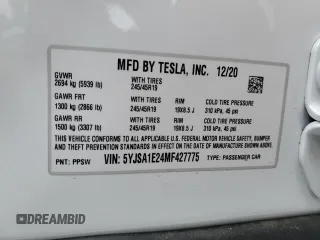 MFD BY TESLA, INC. 12/20
GVWR
2694 kg (5939 lb) WITH TIRES
245/45R19
GAWR FRT WITH TIRES RIM COLD TIRE PRESSURE
1300 kg (2866 lb) 245/45R19 19X8.5 J 310 kPa, 45 psi
GAWR RR WITH TIRES RIM COLD TIRE PRESSURE
1500 kg (3307 lb) 245/45R19 19X8.5 J 310 kPa, 45 psi
THIS VEHICLE CONFORMS TO ALL APPLICABLE U.S. FEDERAL MOTOR VEHICLE SAFETY, BUMPER
AND THEFT PREVENTION STANDARDS IN EFFECT ON THE DATE OF MANUFACTURE SHOWN ABOVE.
VIN: 5YJSA1E24MF427775
PNT: PPSW TYPE: PASSENGER CAR
DREAMBID